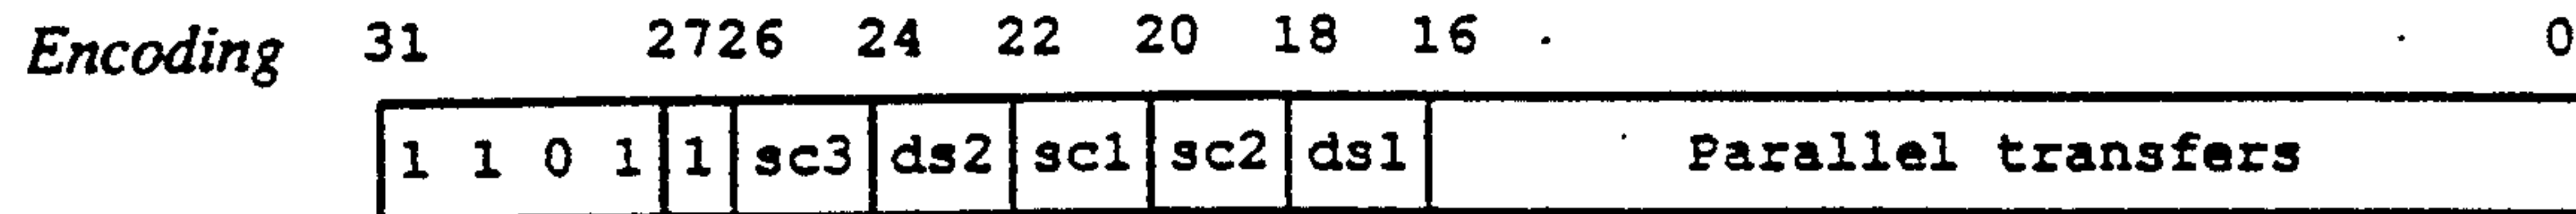 Encoding 31 2726 24 22 20 18 16 0
1 1 0 1 1 sc3 ds2 sc1 sc2 ds1 Parallel transfers